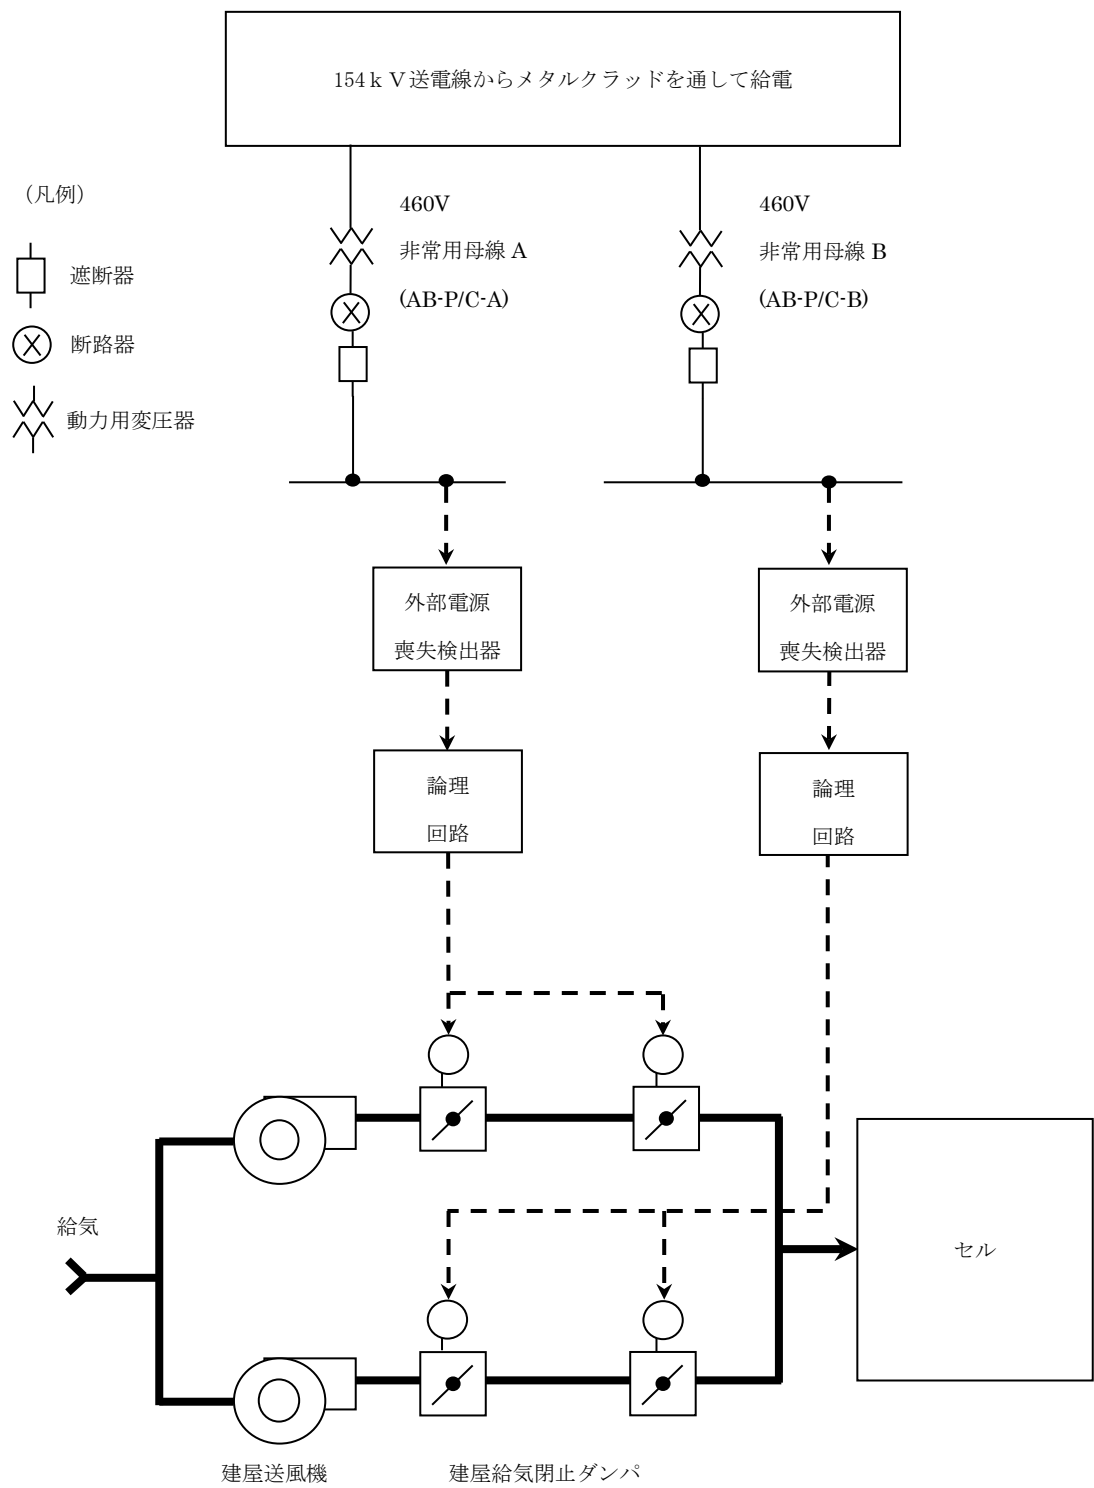 154ｋＶ送電線からメタルクラッドを通して給電
（凡例）
遮断器
断路器
動力用変圧器
460V
非常用母線 A
(AB-P/C-A)
460V
非常用母線 B
(AB-P/C-B)
外部電源
喪失検出器
外部電源
喪失検出器
論理
回路
論理
回路
給気
セル
建屋送風機
建屋給気閉止ダンパ